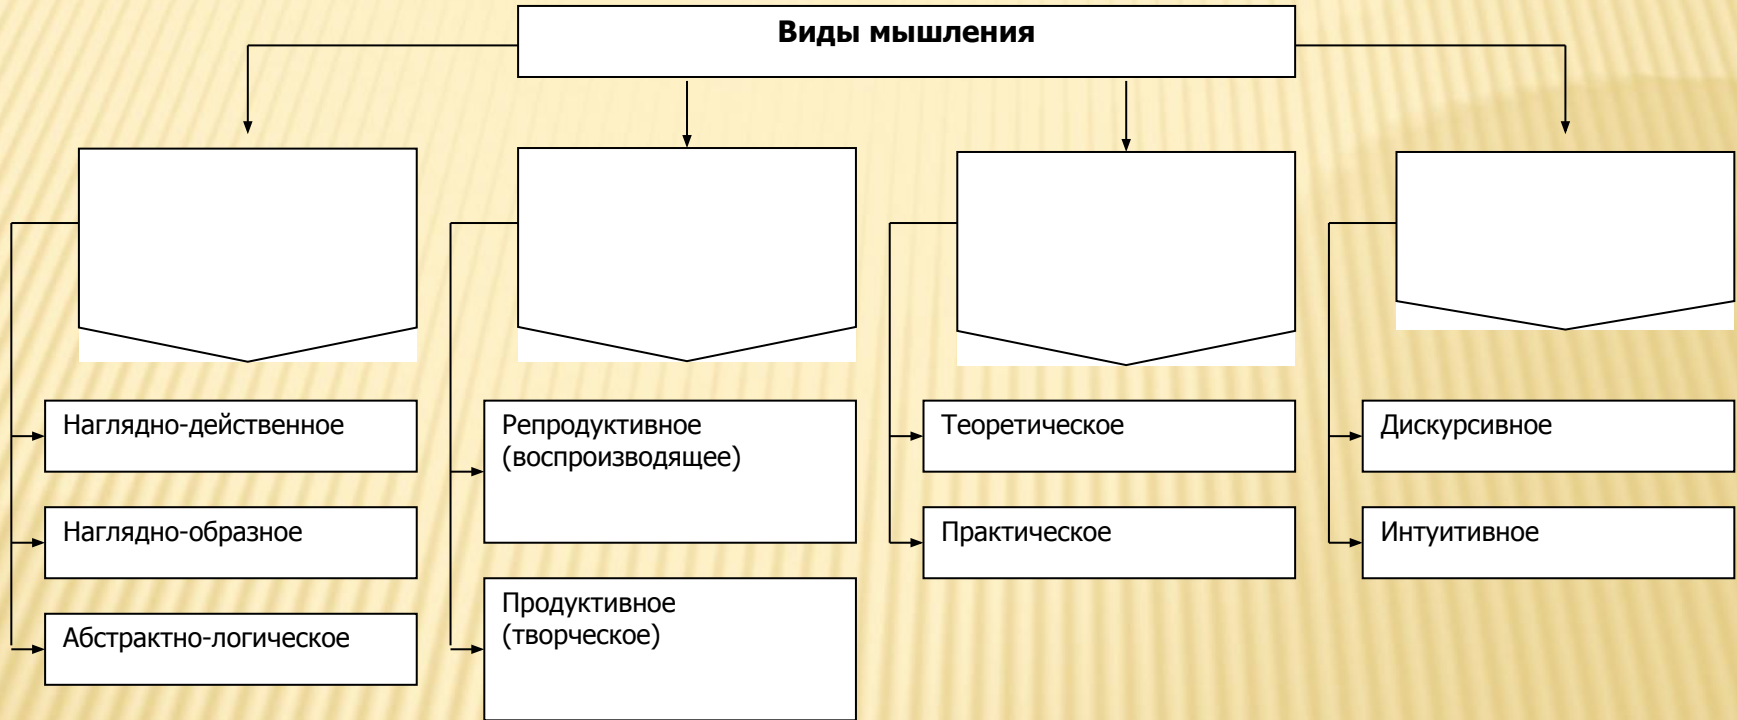 Виды мышления
Наглядно-действенное
Наглядно-образное
Абстрактно-логическое
Репродуктивное
(воспроизводящее)
Продуктивное
(творческое)
Теоретическое
Практическое
Дискурсивное
Интуитивное